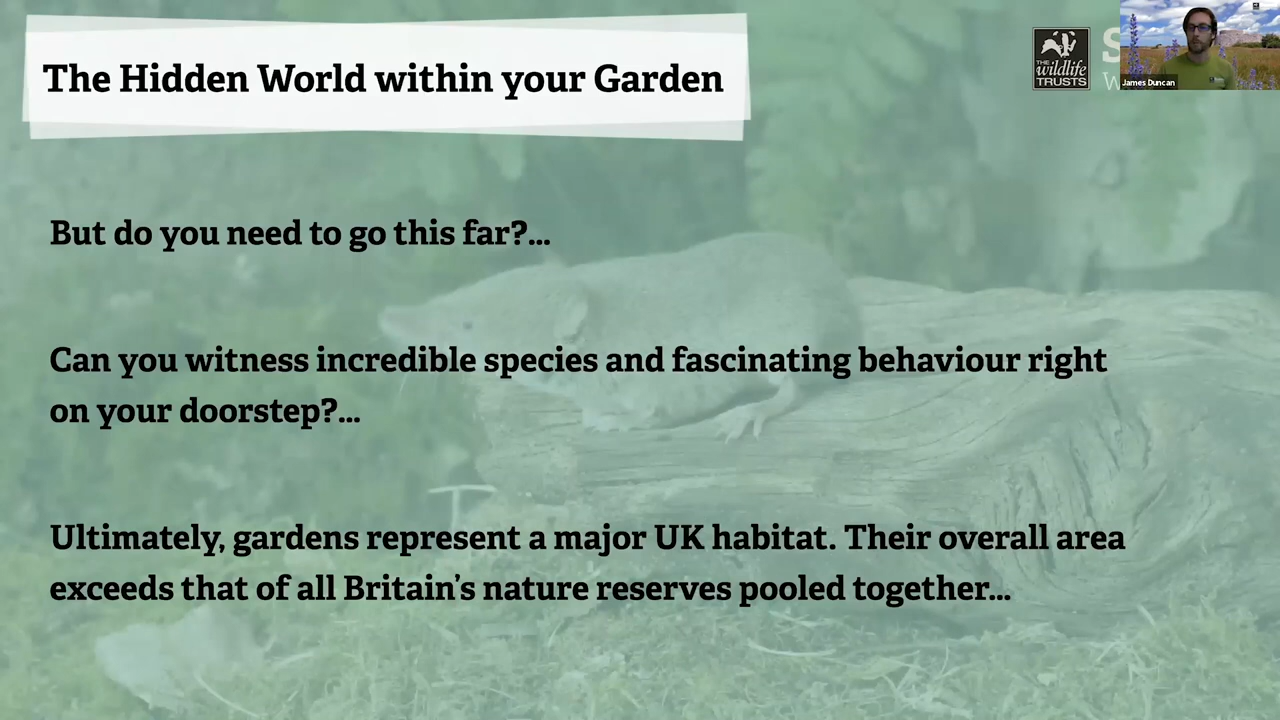 The Hidden World within your Garden
THE
wildlife
TRUSTS
James Duncan
But do you need to go this far?...
Can you witness incredible species and fascinating behaviour right
on your doorstep?...
Ultimately, gardens represent a major UK habitat. Their overall area
exceeds that of all Britain's nature reserves pooled together...